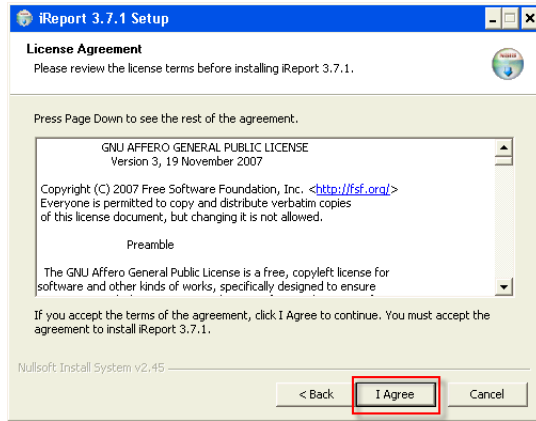 iReport 3.7.1 Setup
License Agreement
Please review the license terms before installing iReport 3.7.1.
Press Page Down to see the rest of the agreement.
GNU AFFERO GENERAL PUBLIC LICENSE
Version 3, 19 November 2007
Copyright (C) 2007 Free Software Foundation, Inc. <http://fsf.org/>
Everyone is permitted to copy and distribute verbatim copies
of this license document, but changing it is not allowed.
Preamble
The GNU Affero General Public License is a free, copyleft license for
software and other kinds of works, specifically designed to ensure
If you accept the terms of the agreement, click I Agree to continue. You must accept the
agreement to install iReport 3.7.1.
Nullsoft Install System v2.45
< Back I Agree Cancel